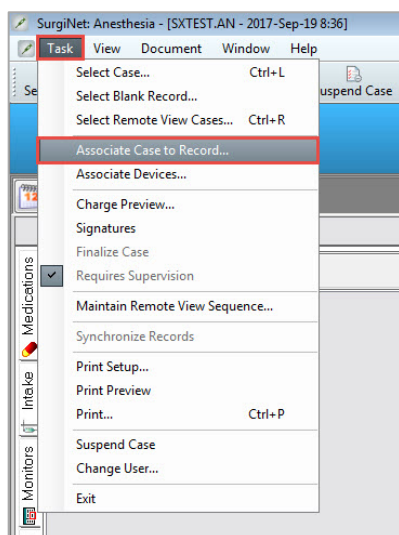 SurgiNet: Anesthesia - [SXTEST.AN - 2017-Sep-19 8:36]
Task View Document Window Help
Select Case... Ctrl+L
Select Blank Record...
uspend Case
Select Remote View Cases... Ctrl+R
Associate Case to Record...
Associate Devices...
12
Charge Preview...
Signatures
Finalize Case
Requires Supervision
Maintain Remote View Sequence...
Synchronize Records
Print Setup...
Print Preview
Print... Ctrl+P
Suspend Case
Change User...
Exit
Medications
Intake
Monitors